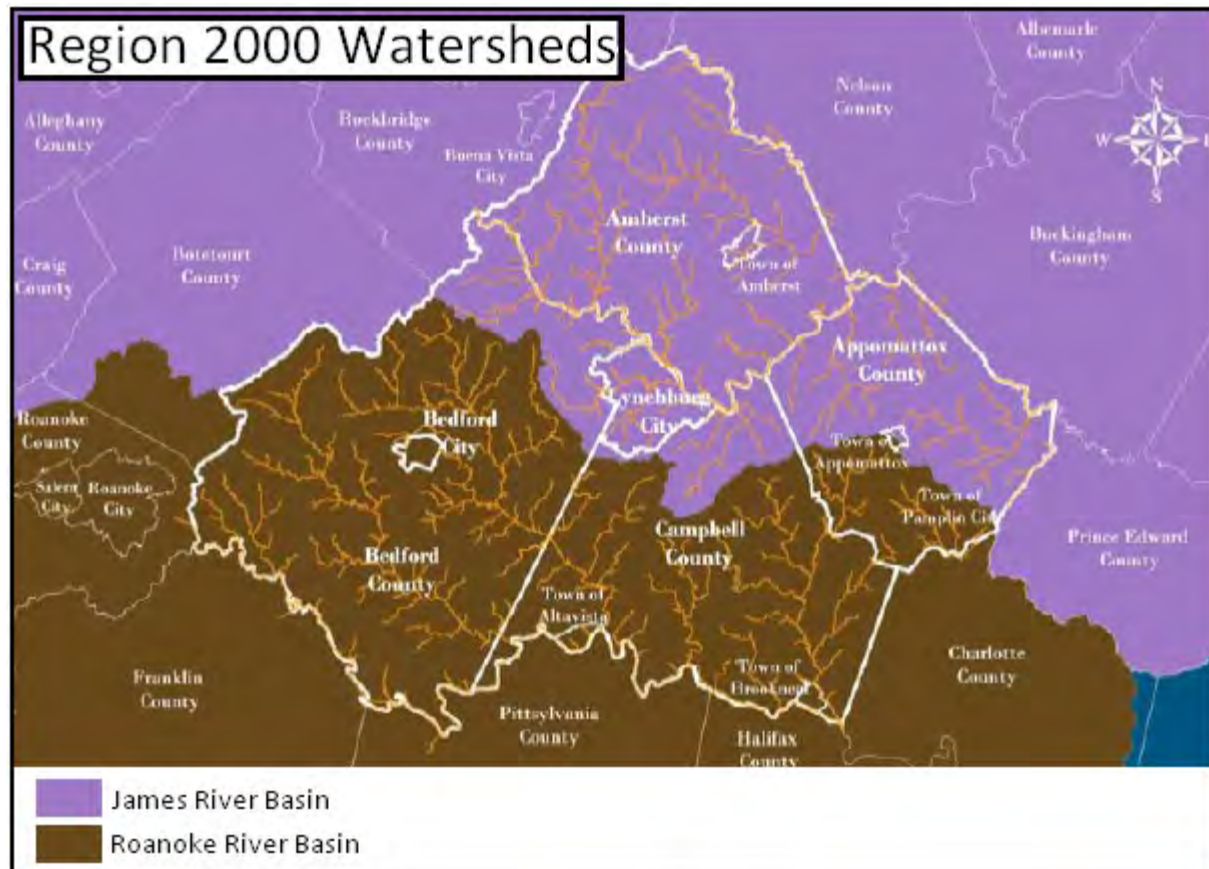 Region 2000 Watersheds
Albemarle
County
Nelson
County
Alleghany
County
Rockbridge
County
Buena Vista
City
N
W
E
S
Amherst
County
Town of
Amherst
Buckingham
County
Botetourt
County
Craig
County
Appomattox
County
Lynchburg
City
Roanoke
County
Bedford
City
Town of
Appomattox
Salem
City
Roanoke
City
Town of
Pamplin City
Campbell
County
Prince Edward
County
Bedford
County
Town of
Altavista
Charlotte
County
Franklin
County
Town of
Brookneal
Pittsylvania
County
Halifax
County
James River Basin
Roanoke River Basin